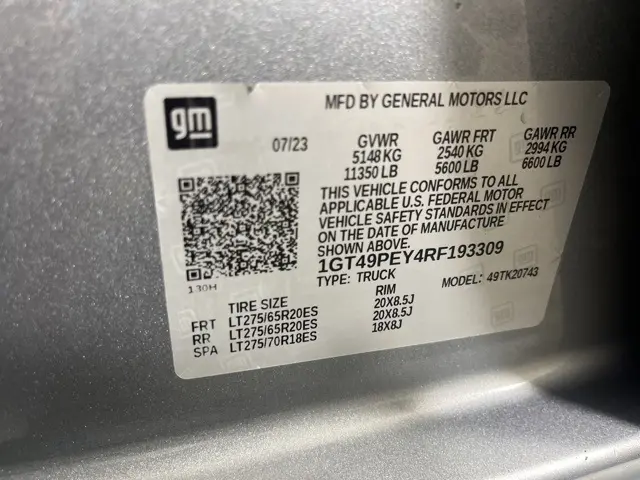 gm
MFD BY GENERAL MOTORS LLC
07/23
GVWR GAWR FRT GAWR RR
5148 KG 2540 KG 2994 KG
11350 LB 5600 LB 6600 LB
THIS VEHICLE CONFORMS TO ALL
APPLICABLE U.S. FEDERAL MOTOR
VEHICLE SAFETY STANDARDS IN EFFECT
ON THE DATE OF MANUFACTURE
SHOWN ABOVE.
1GT49PEY4RF193309
TYPE: TRUCK MODEL: 49TK20743
130H
TIRE SIZE RIM
FRT LT275/65R20ES 20X8.5J
RR LT275/65R20ES 20X8.5J
SPA LT275/70R18ES 18X8J